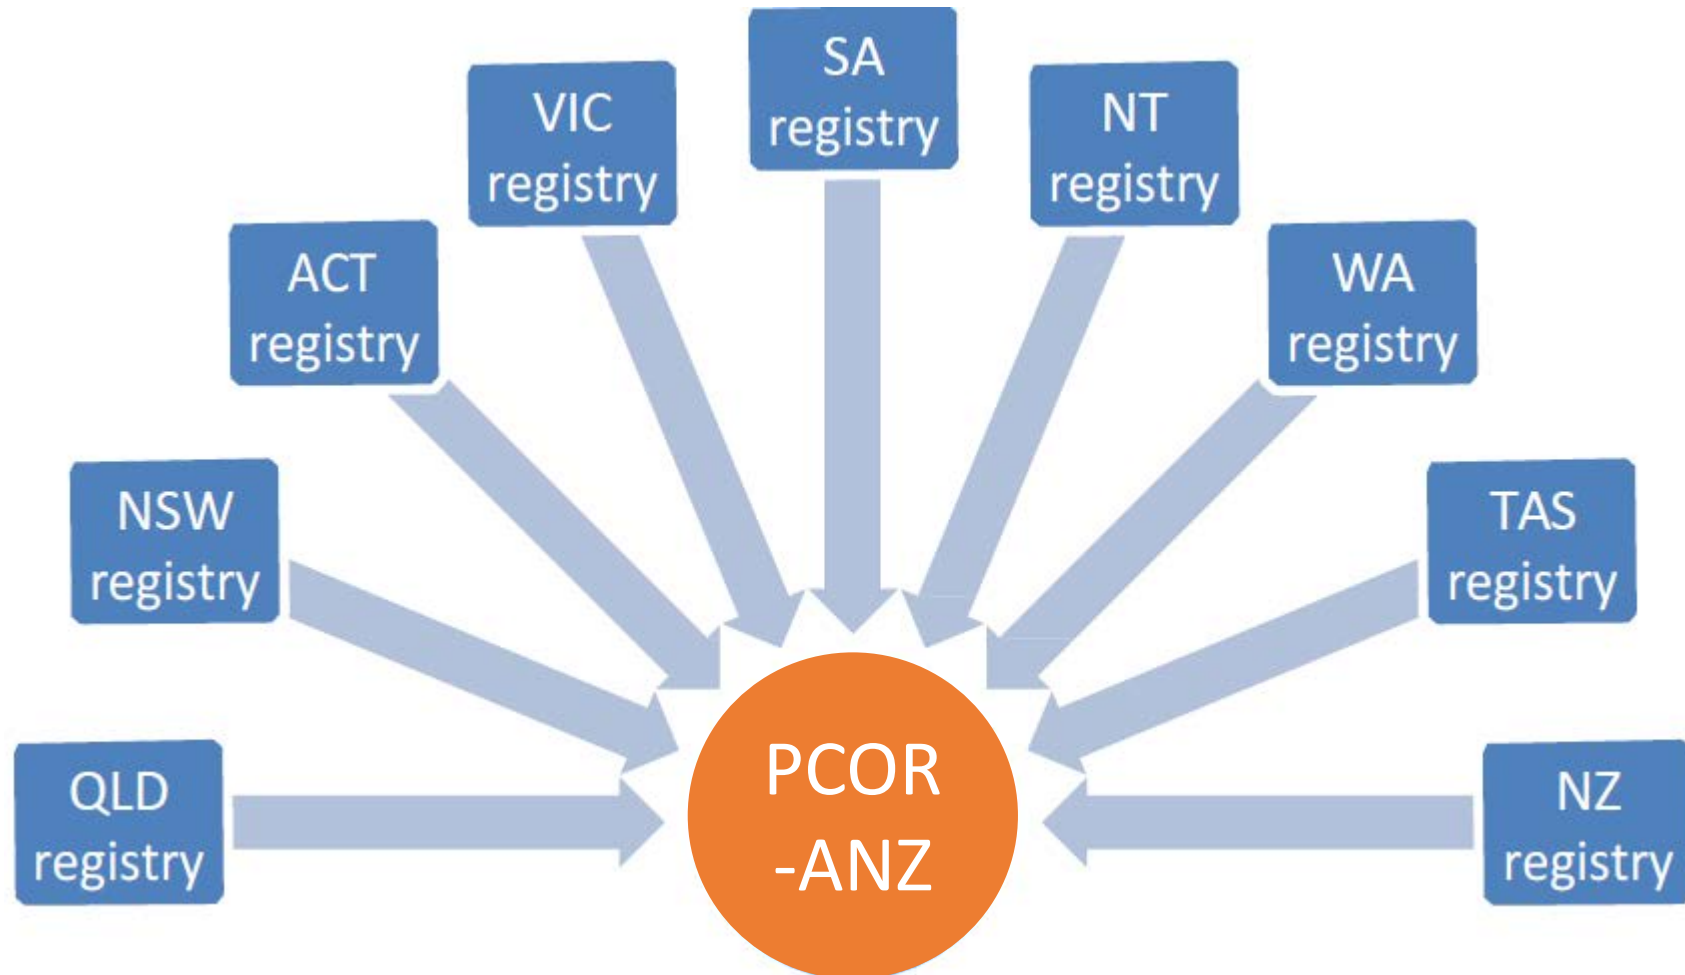 SA
registry
VIC
registry
NT
registry
ACT
registry
WA
registry
NSW
registry
TAS
registry
QLD
registry
PCOR
-ANZ
NZ
registry